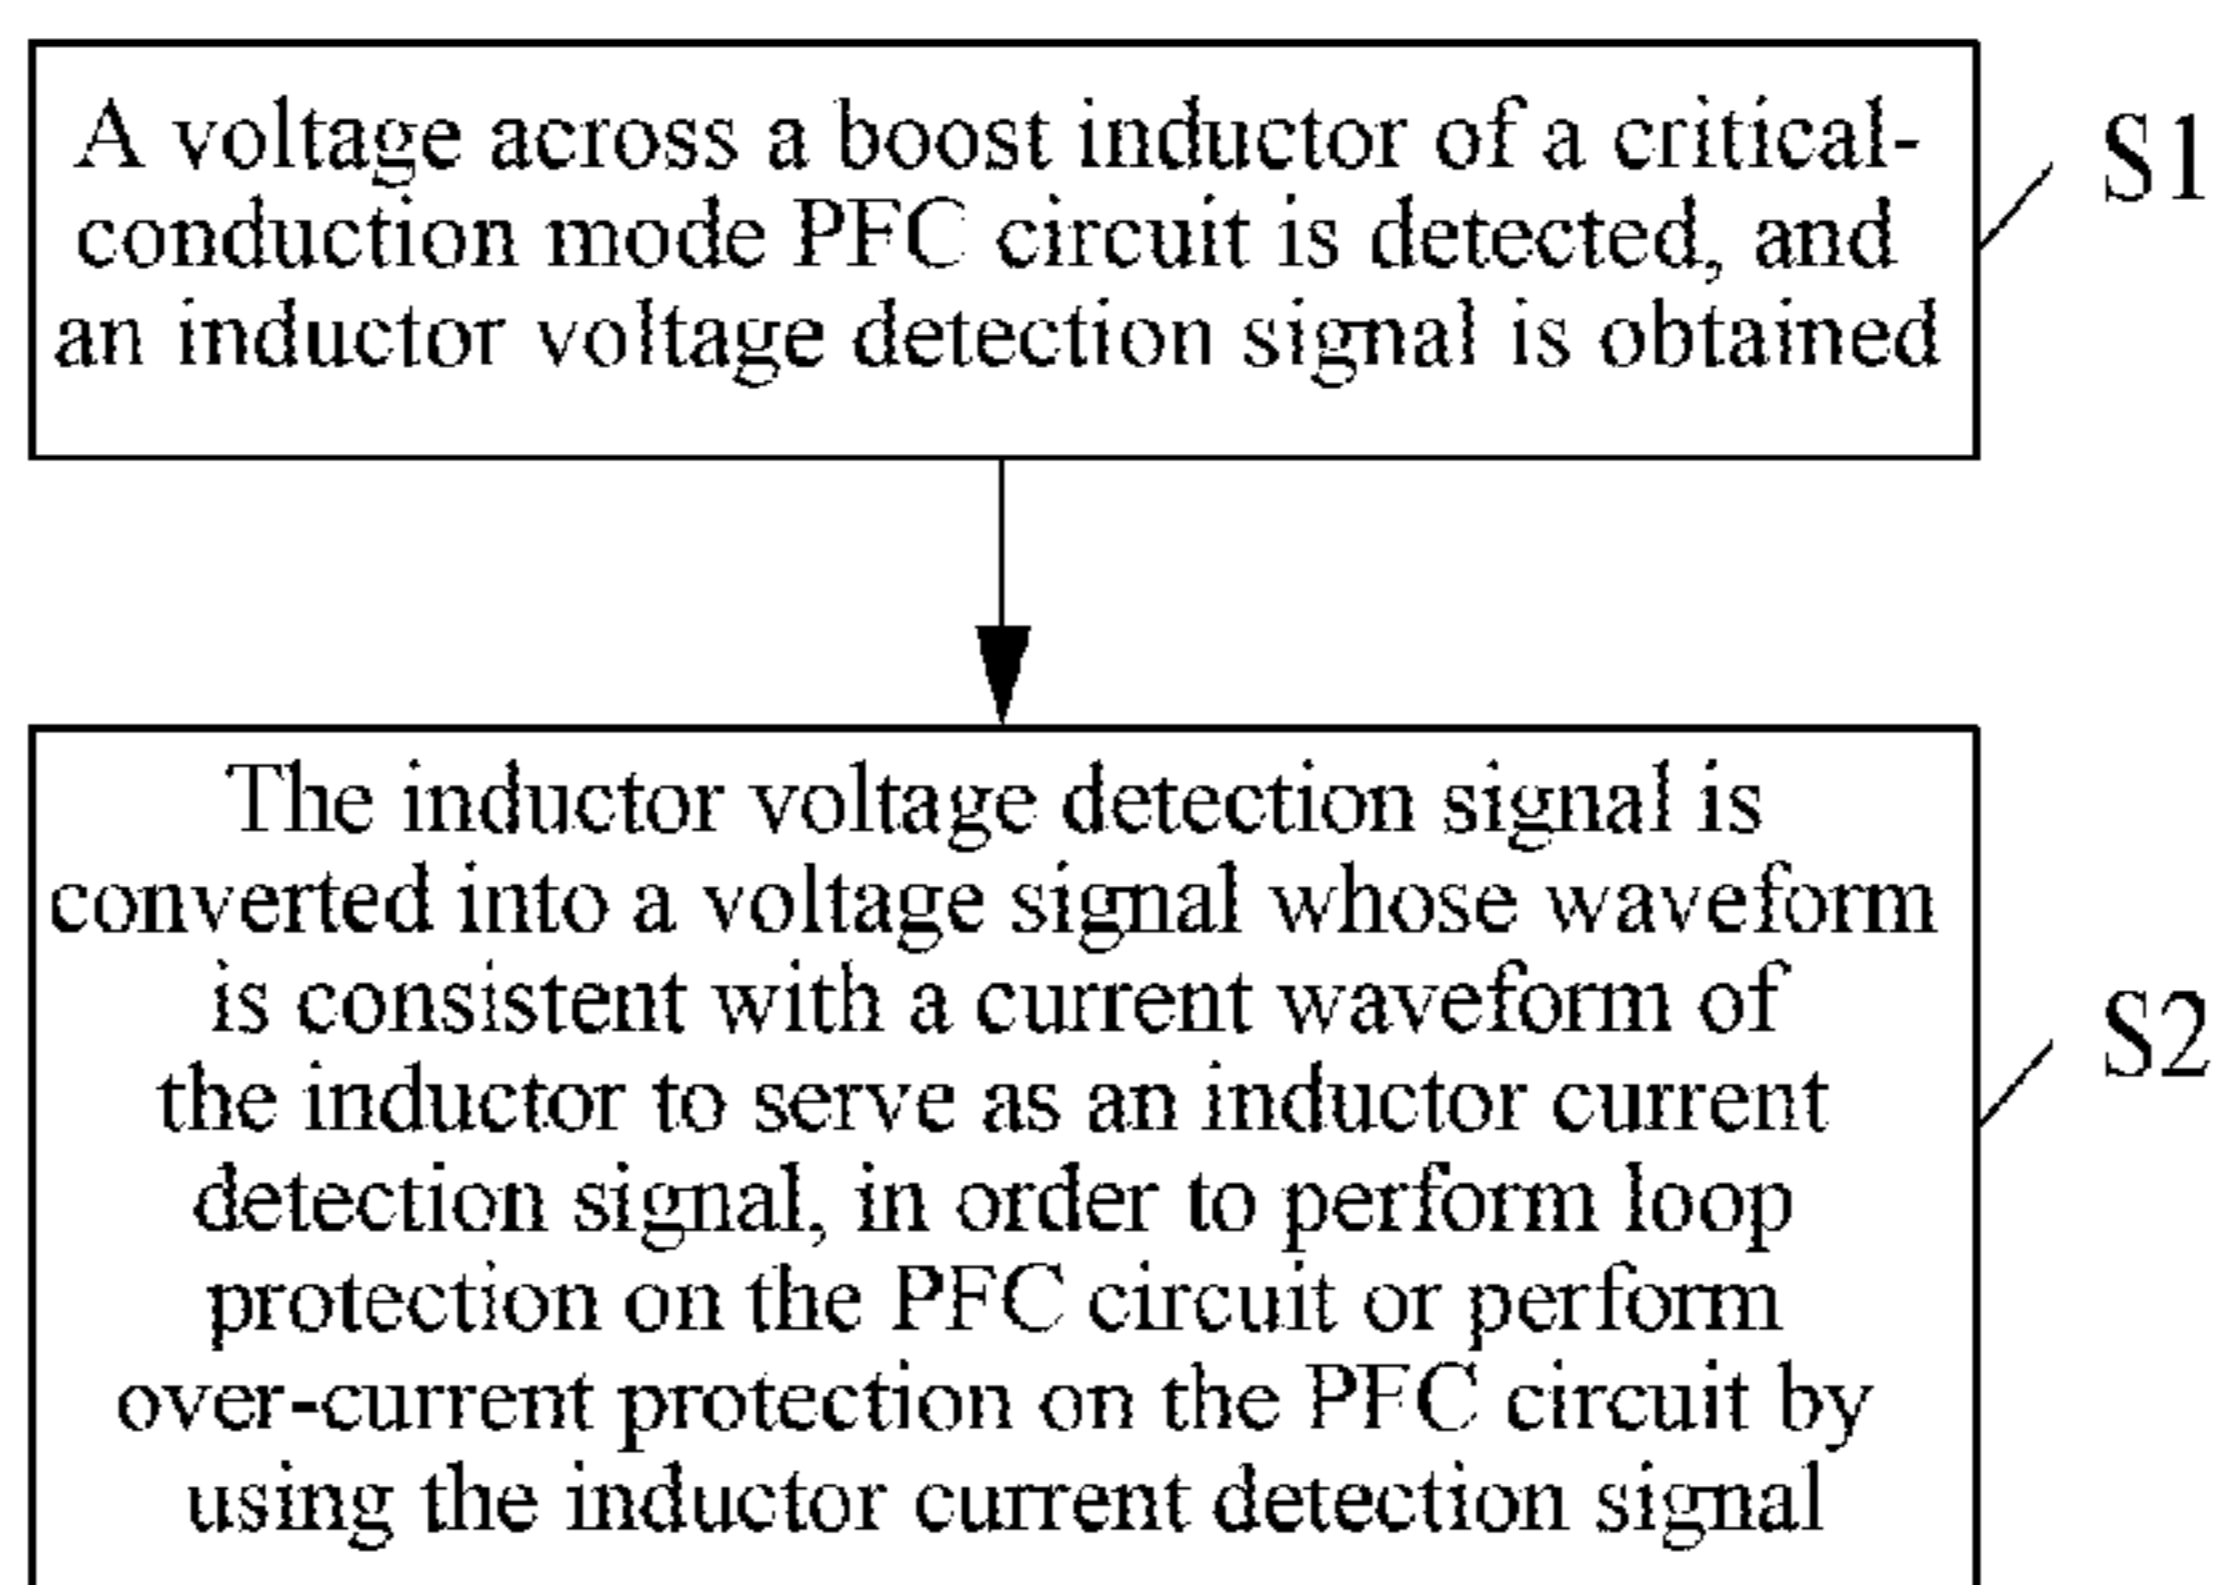 A voltage across a boost inductor of a critical-
conduction mode PFC circuit is detected, and
an inductor voltage detection signal is obtained
S1
The inductor voltage detection signal is
converted into a voltage signal whose waveform
is consistent with a current waveform of
the inductor to serve as an inductor current
detection signal, in order to perform loop
protection on the PFC circuit or perform
over-current protection on the PFC circuit by
using the inductor current detection signal
S2